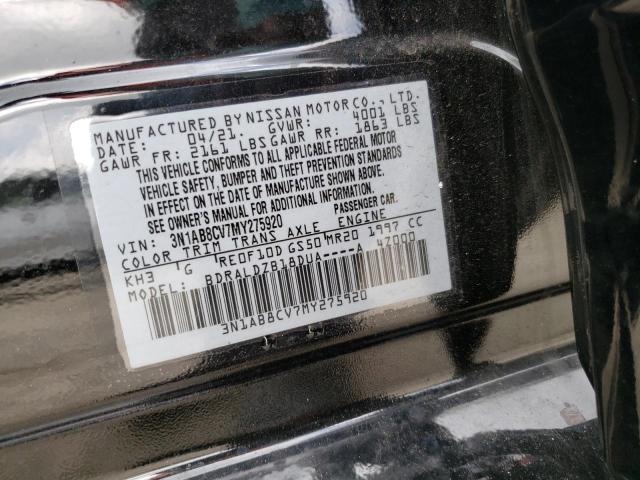 MANUFACTURED BY NISSAN MOTOR CO., LTD.
DATE: 04/21. GVWR: 4001 LBS
GAWR FR: 2161 LBS GAWR RR: 1863 LBS
THIS VEHICLE CONFORMS TO ALL APPLICABLE FEDERAL MOTOR
VEHICLE SAFETY, BUMPER AND THEFT PREVENTION STANDARDS
IN EFFECT ON THE DATE OF MANUFACTURE SHOWN ABOVE.
SEE OWNER'S MANUAL FOR ADDITIONAL INFORMATION.
VIN: 3N1AB8CV7MY275920 PASSENGER CAR.
COLOR TRIM TRANS AXLE ENGINE
KH3 G RE0F10D GS50 MR20 1997 CC
MODEL: BDRALDZB18DUA----A 47000
3N1AB8CV7MY275920